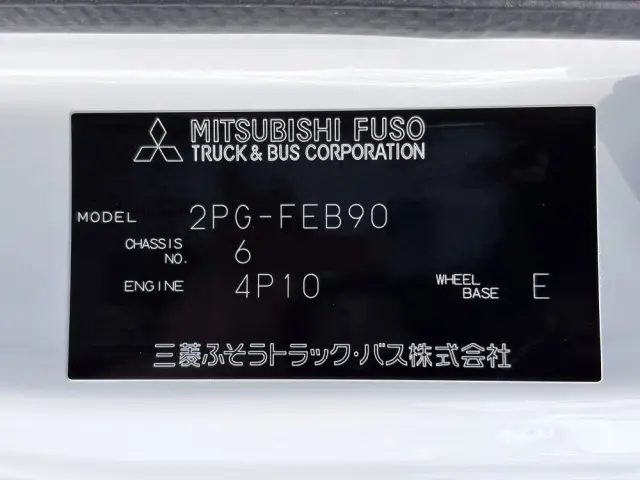 MITSUBISHI FUSO
TRUCK & BUS CORPORATION
MODEL 2PG-FEB90
CHASSIS NO. 6
ENGINE 4P10 WHEEL BASE E
三菱ふそうトラック・バス株式会社